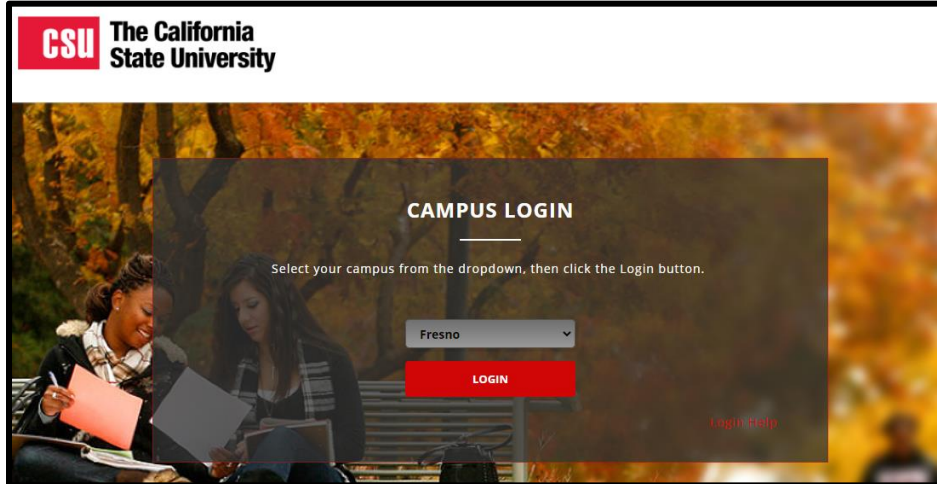 CSU The California
State University
CAMPUS LOGIN
Select your campus from the dropdown, then click the Login button.
Fresno
LOGIN
Login Help